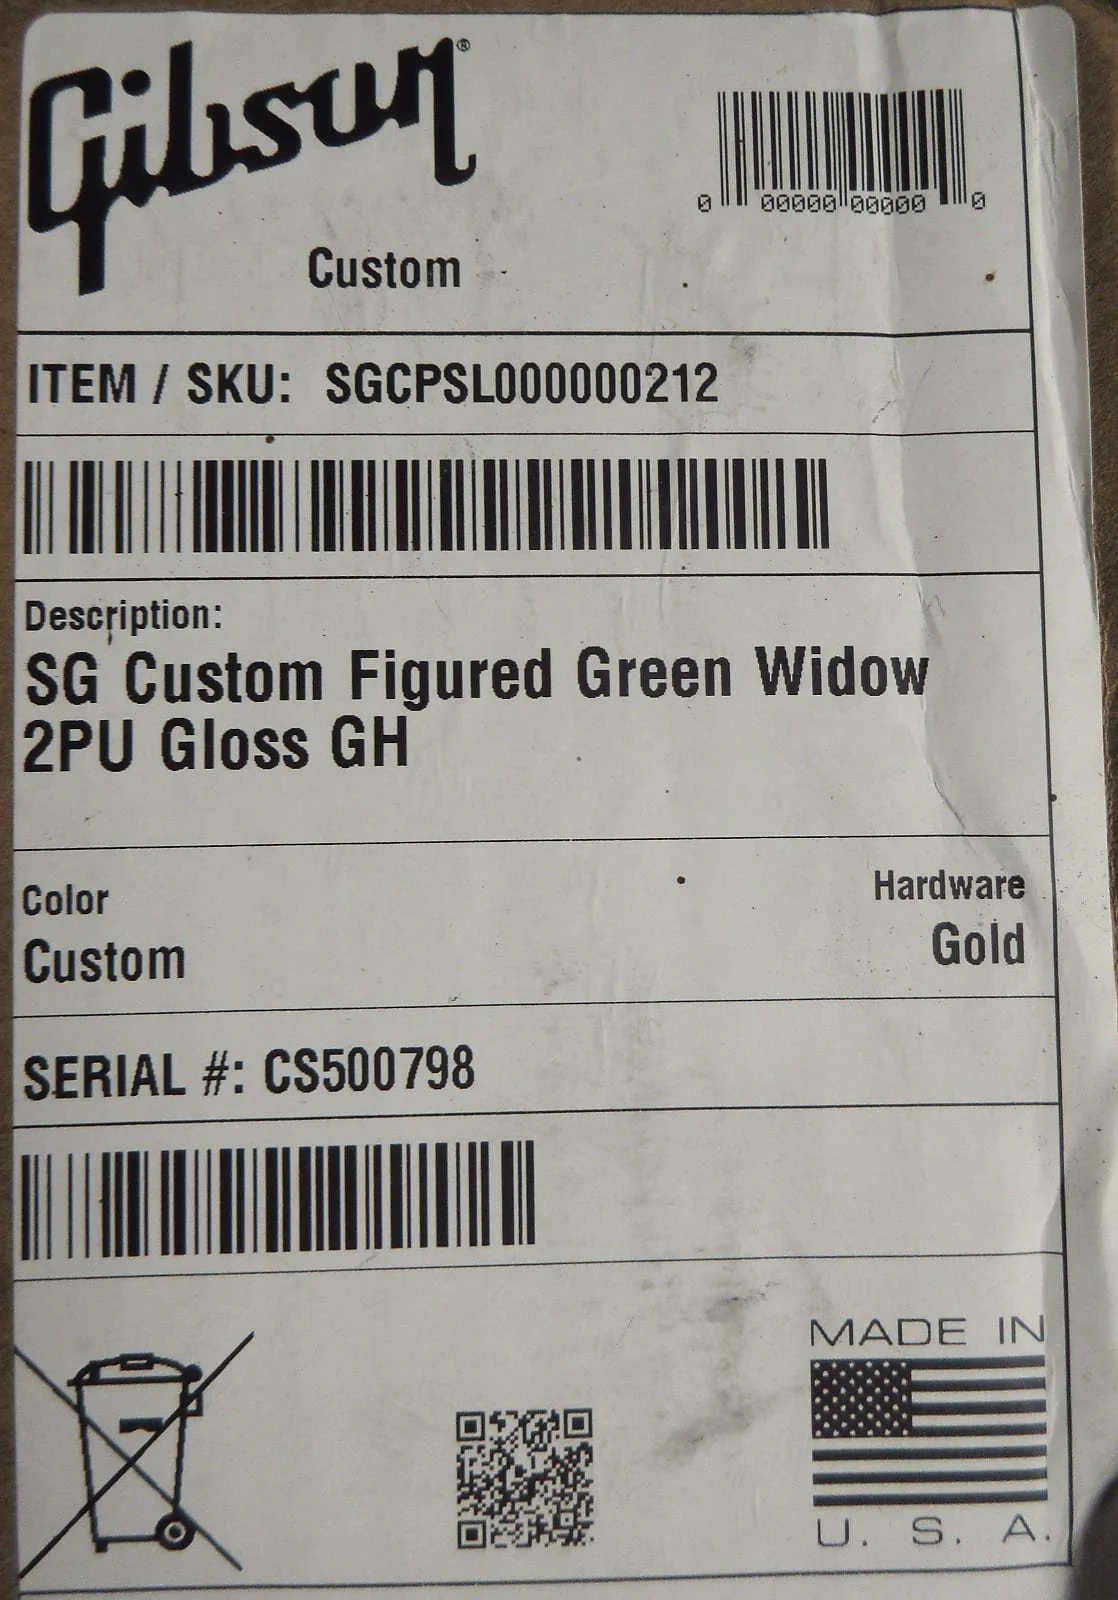 Gibson®
0 00000 00000 0
Custom
ITEM / SKU: SGCPSL000000212
Description:
SG Custom Figured Green Widow
2PU Gloss GH
Color
Custom
Hardware
Gold
SERIAL #: CS500798
MADE IN
U. S. A.